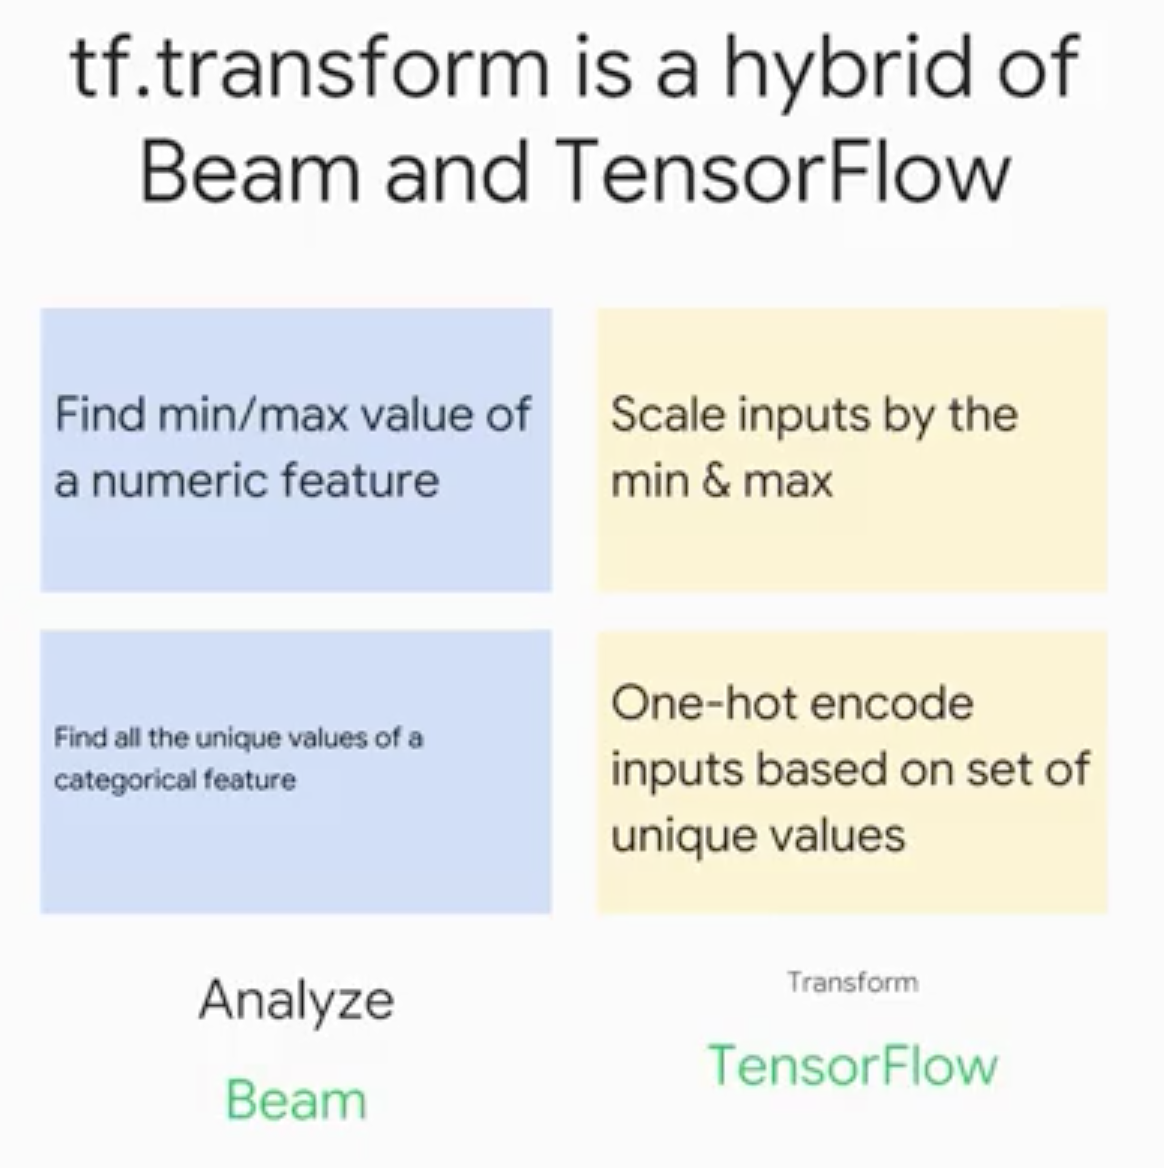 tf.transform is a hybrid of
Beam and TensorFlow
Find min/max value of
a numeric feature
Scale inputs by the
min & max
Find all the unique values of a
categorical feature
One-hot encode
inputs based on set of
unique values
Analyze
Beam
Transform
TensorFlow